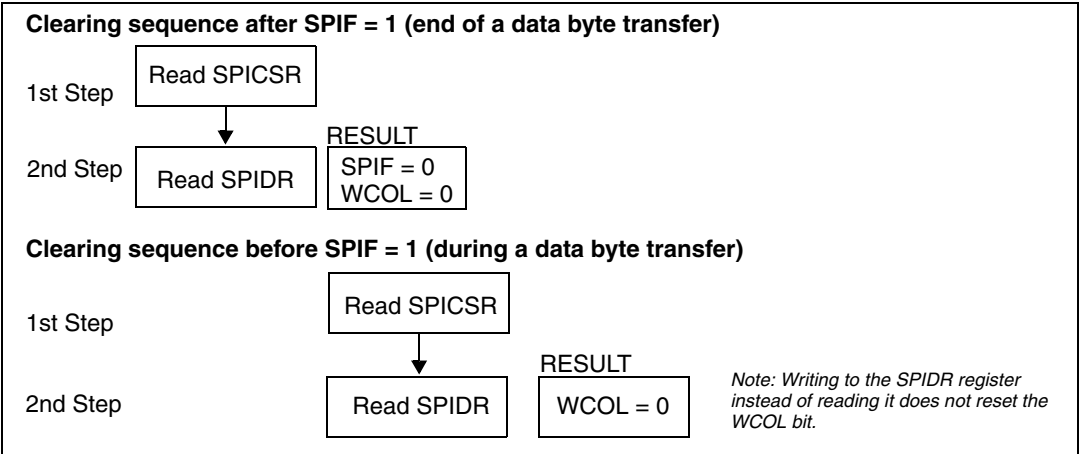 Clearing sequence after SPIF = 1 (end of a data byte transfer)
1st Step
Read SPICSR
2nd Step
Read SPIDR
RESULT
SPIF = 0
WCOL = 0
Clearing sequence before SPIF = 1 (during a data byte transfer)
1st Step
Read SPICSR
2nd Step
Read SPIDR
RESULT
WCOL = 0
Note: Writing to the SPIDR register
instead of reading it does not reset the
WCOL bit.